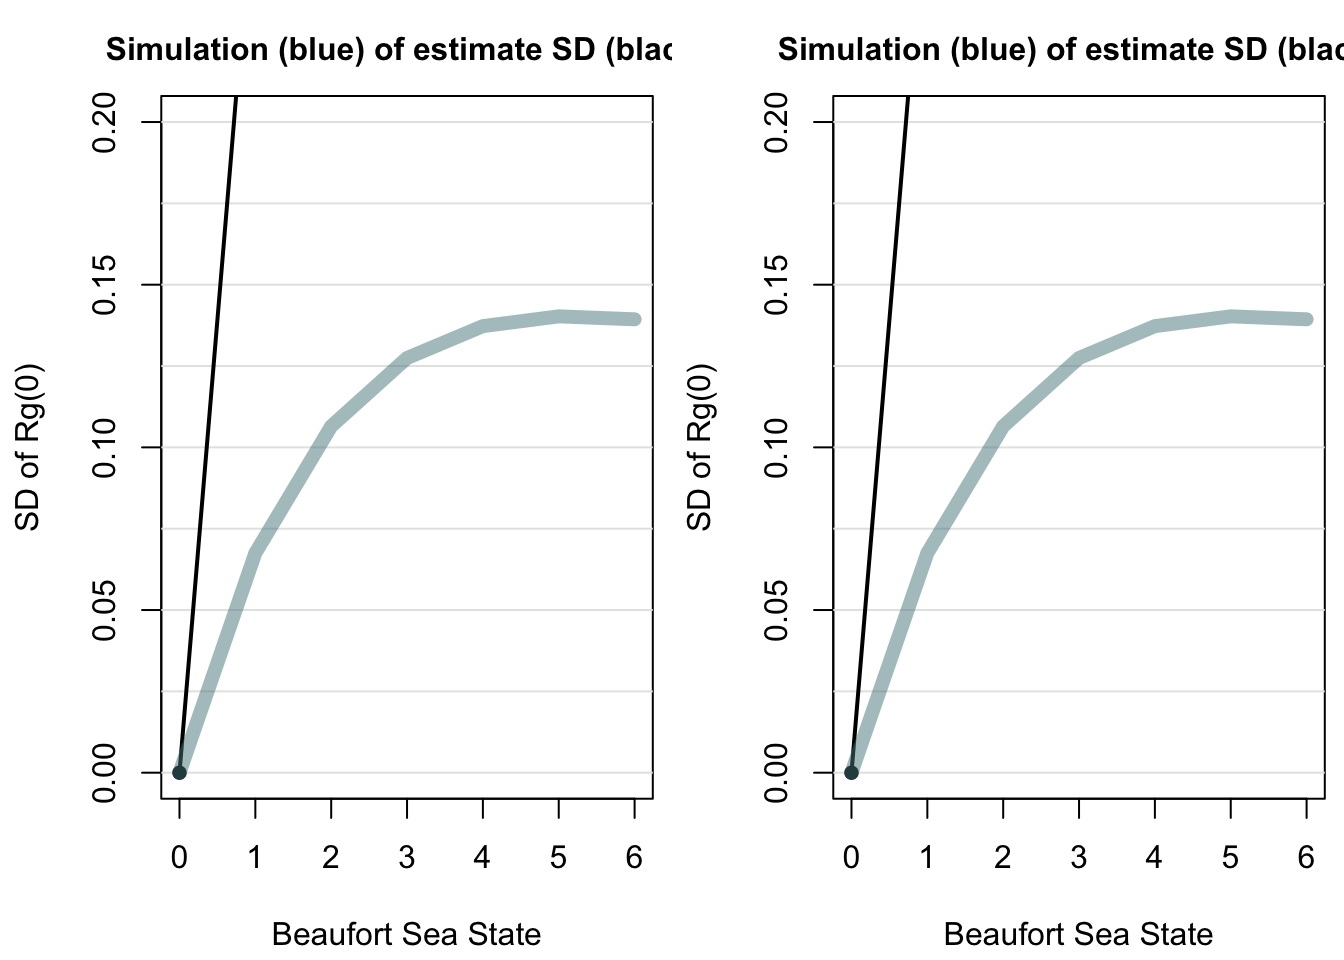 Simulation (blue) of estimate SD (blac
SD of Rg(0)
0.20
0.15
0.10
0.05
0.00
0 1 2 3 4 5 6
Beaufort Sea State
Simulation (blue) of estimate SD (blac
SD of Rg(0)
0.20
0.15
0.10
0.05
0.00
0 1 2 3 4 5 6
Beaufort Sea State